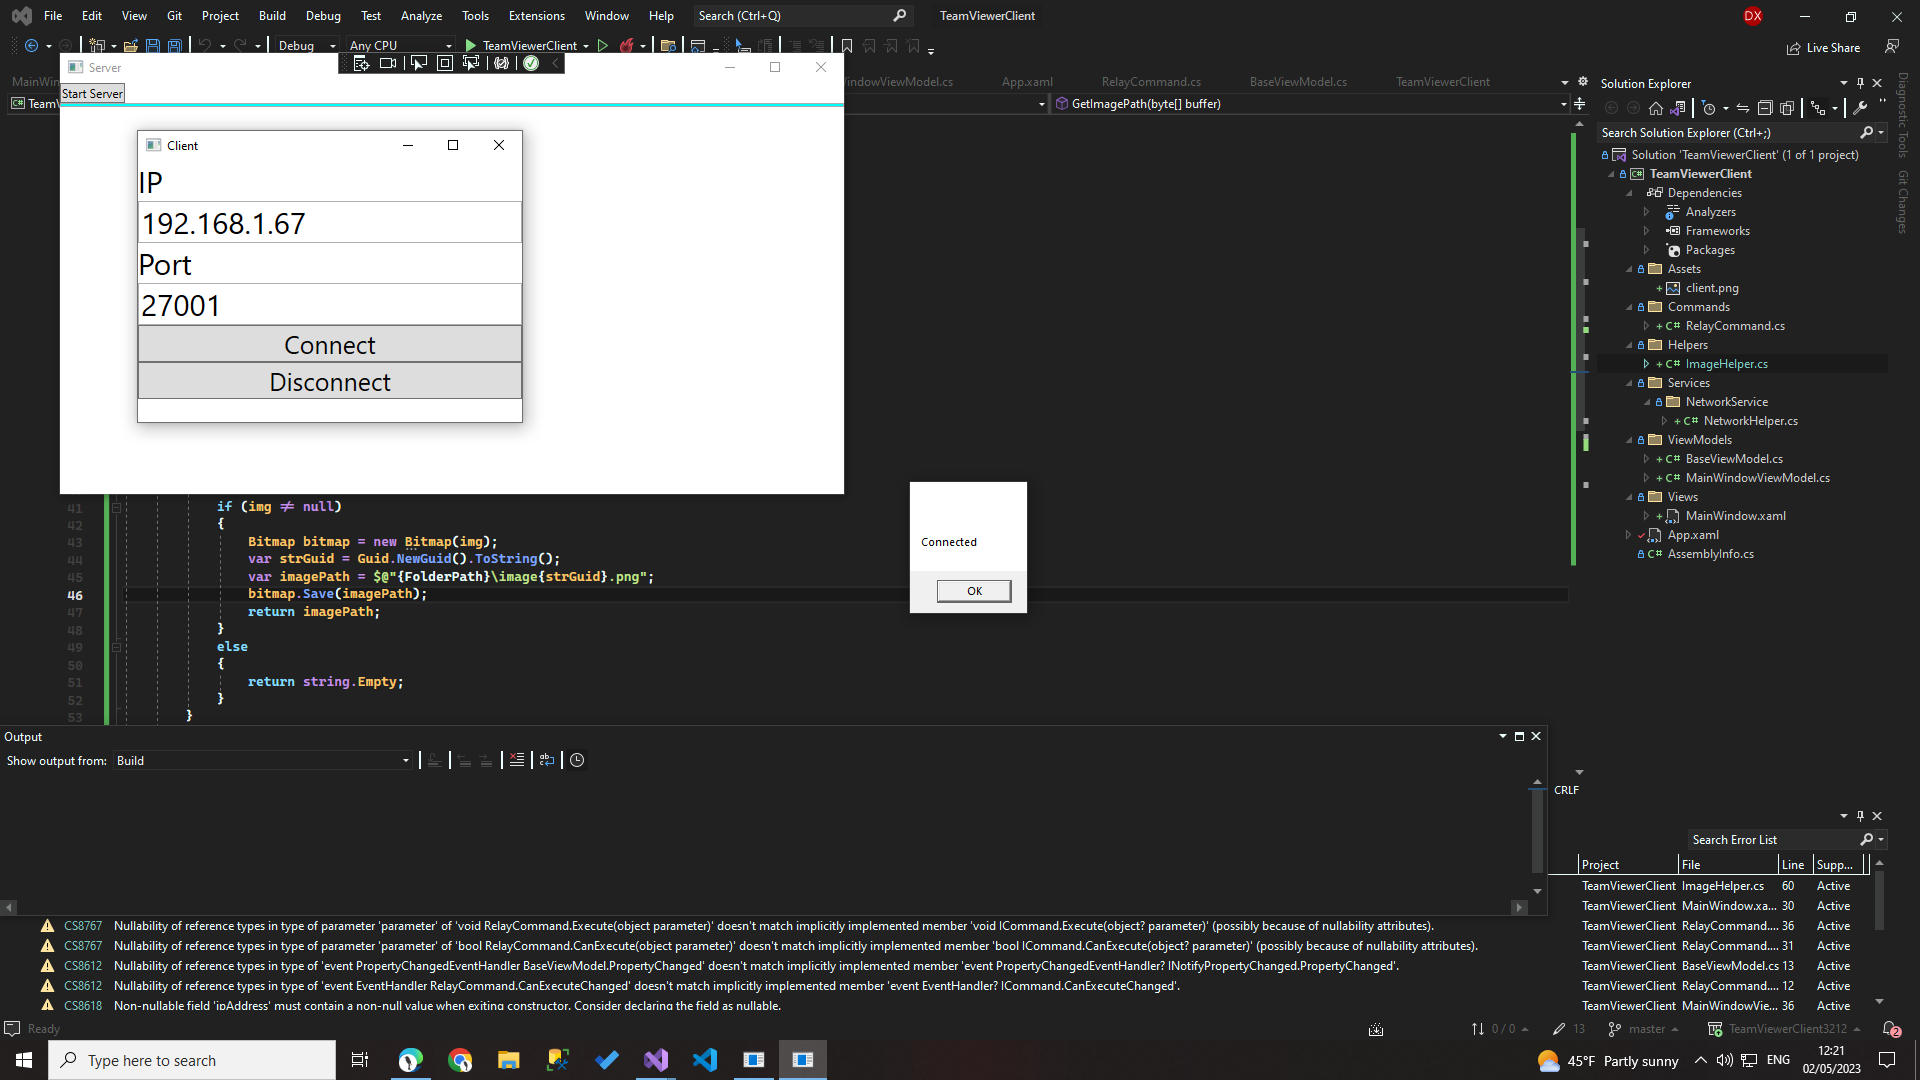 File Edit View Git Project Build Debug Test Analyze Tools Extensions Window Help Search (Ctrl+Q) TeamViewerClient DX
Debug Any CPU TeamViewerClient Live Share
Server
Start Server
MainWin WindowViewModel.cs App.xaml RelayCommand.cs BaseViewModel.cs TeamViewerClient
TeamV GetImagePath(byte[] buffer)
Client
IP
192.168.1.67
Port
27001
Connect
Disconnect
Connected
OK
41 if (img ≠ null)
42 {
43 Bitmap bitmap = new Bitmap(img);
44 var strGuid = Guid.NewGuid().ToString();
45 var imagePath = $@"{FolderPath}\image{strGuid}.png";
46 bitmap.Save(imagePath);
47 return imagePath;
48 }
49 else
50 {
51 return string.Empty;
52 }
53 }
Solution Explorer
Search Solution Explorer (Ctrl+;)
Solution 'TeamViewerClient' (1 of 1 project)
TeamViewerClient
Dependencies
Analyzers
Frameworks
Packages
Assets
client.png
Commands
RelayCommand.cs
Helpers
ImageHelper.cs
Services
NetworkService
NetworkHelper.cs
ViewModels
BaseViewModel.cs
MainWindowViewModel.cs
Views
MainWindow.xaml
App.xaml
AssemblyInfo.cs
Diagnostic Tools
Git Changes
Output
Show output from: Build
CRLF
Search Error List
Project File Line Supp...
TeamViewerClient ImageHelper.cs 60 Active
TeamViewerClient MainWindow.xa... 30 Active
CS8767 Nullability of reference types in type of parameter 'parameter' of 'void RelayCommand.Execute(object parameter)' doesn't match implicitly implemented member 'void ICommand.Execute(object? parameter)' (possibly because of nullability attributes). TeamViewerClient RelayCommand.... 36 Active
CS8767 Nullability of reference types in type of parameter 'parameter' of 'bool RelayCommand.CanExecute(object parameter)' doesn't match implicitly implemented member 'bool ICommand.CanExecute(object? parameter)' (possibly because of nullability attributes). TeamViewerClient RelayCommand.... 31 Active
CS8612 Nullability of reference types in type of 'event PropertyChangedEventHandler BaseViewModel.PropertyChanged' doesn't match implicitly implemented member 'event PropertyChangedEventHandler? INotifyPropertyChanged.PropertyChanged'. TeamViewerClient BaseViewModel.cs 13 Active
CS8612 Nullability of reference types in type of 'event EventHandler RelayCommand.CanExecuteChanged' doesn't match implicitly implemented member 'event EventHandler? ICommand.CanExecuteChanged'. TeamViewerClient RelayCommand.... 12 Active
CS8618 Non-nullable field 'ipAddress' must contain a non-null value when exiting constructor. Consider declaring the field as nullable. TeamViewerClient MainWindowVie... 36 Active
Ready 0 / 0 13 master TeamViewerClient3212 2
Type here to search 45°F Partly sunny ENG 12:21
02/05/2023